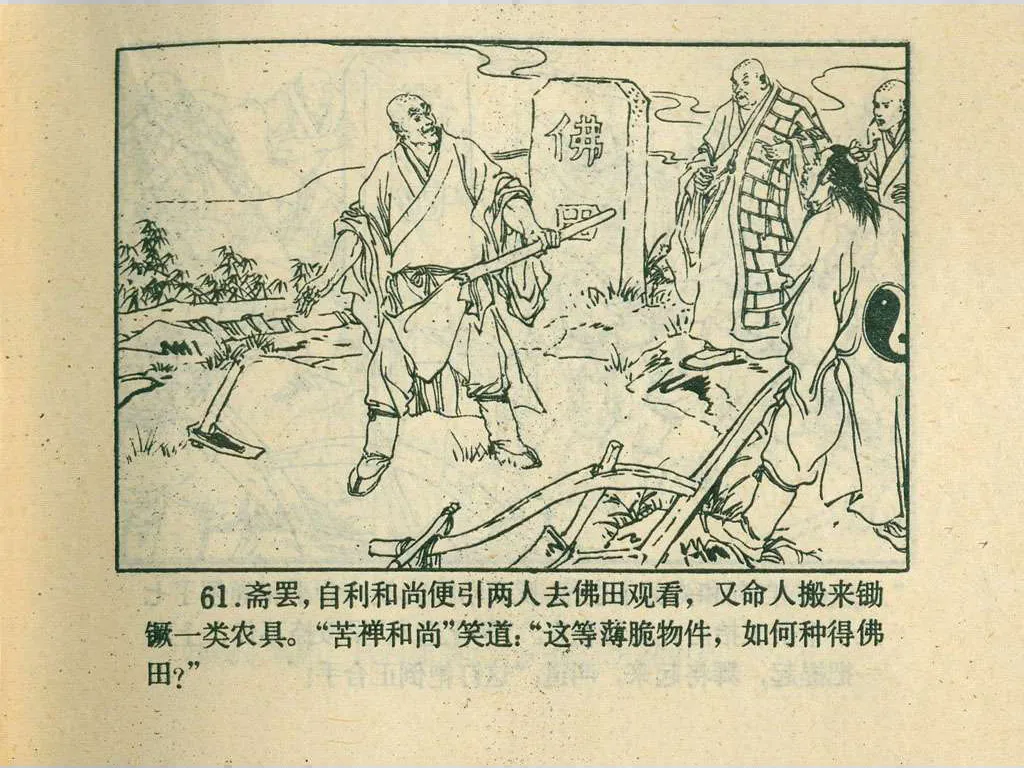 佛
田
61.斋罢，自利和尚便引两人去佛田观看，又命人搬来锄
镢一类农具。“苦禅和尚”笑道：“这等薄脆物件，如何种得佛
田？”